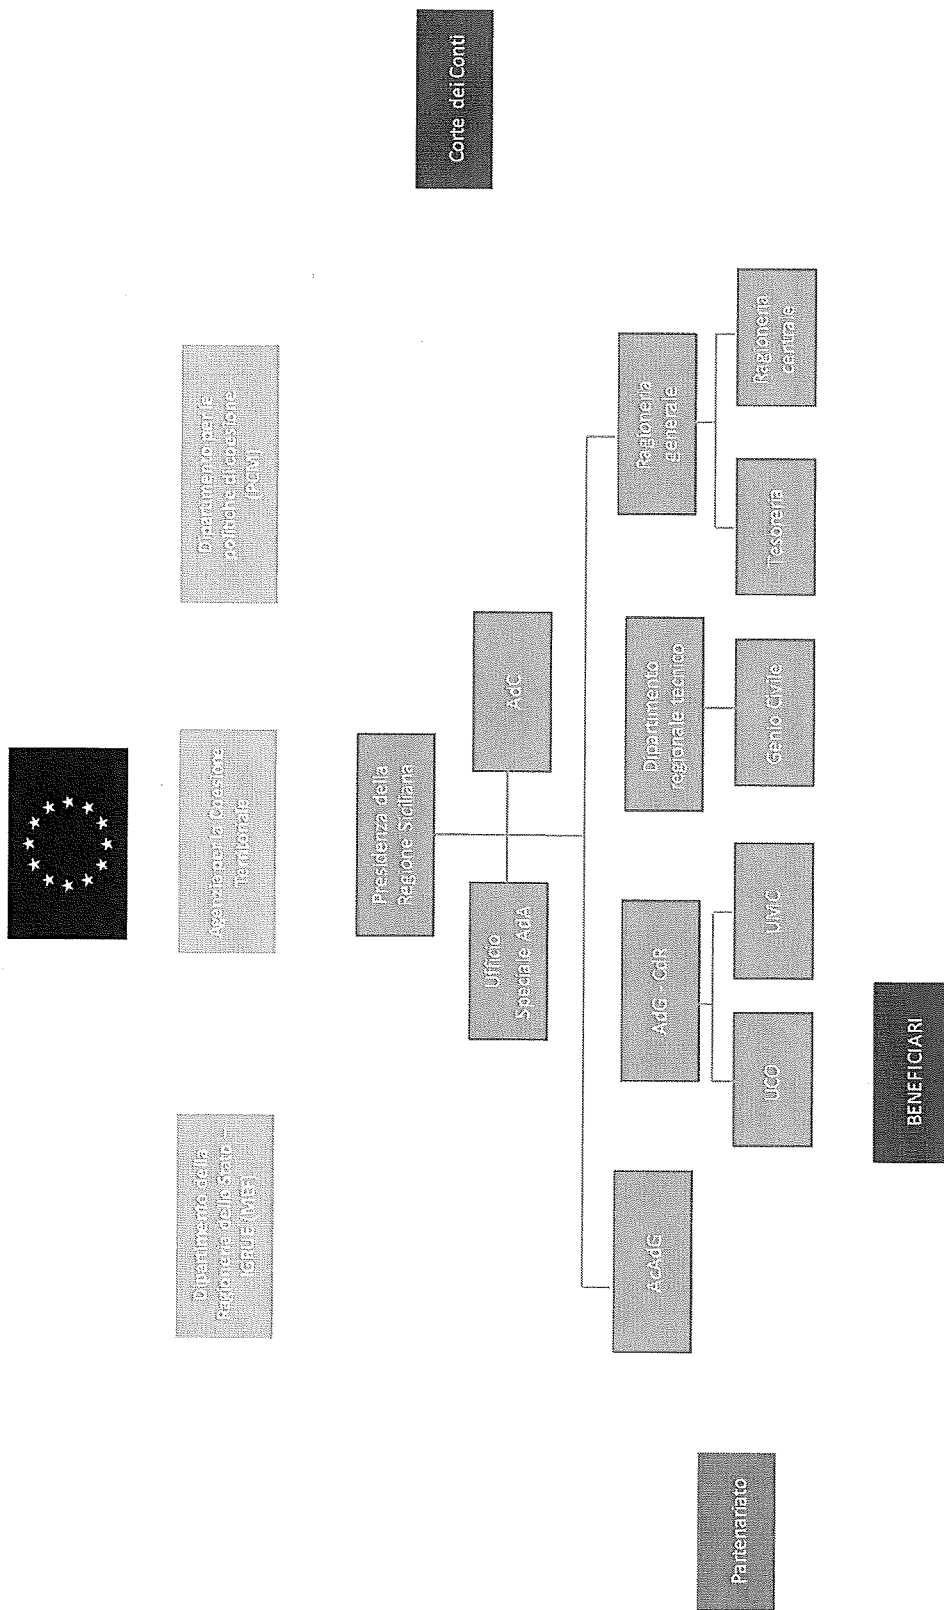 Dipartimento della
Ragioneria dello Stato –
IGRUE (MEF)
Agenzia per la Coesione
Territoriale
Dipartimento per le
politiche di coesione
(PCM)
Corte dei Conti
Presidenza della
Regione Siciliana
Ufficio
Speciale AdA
AdC
AcAdG
AdG - CdR
Dipartimento
regionale tecnico
Ragioneria
generale
UCO
UMC
Genio Civile
Tesoreria
Ragioneria
centrale
Partenariato
BENEFICIARI